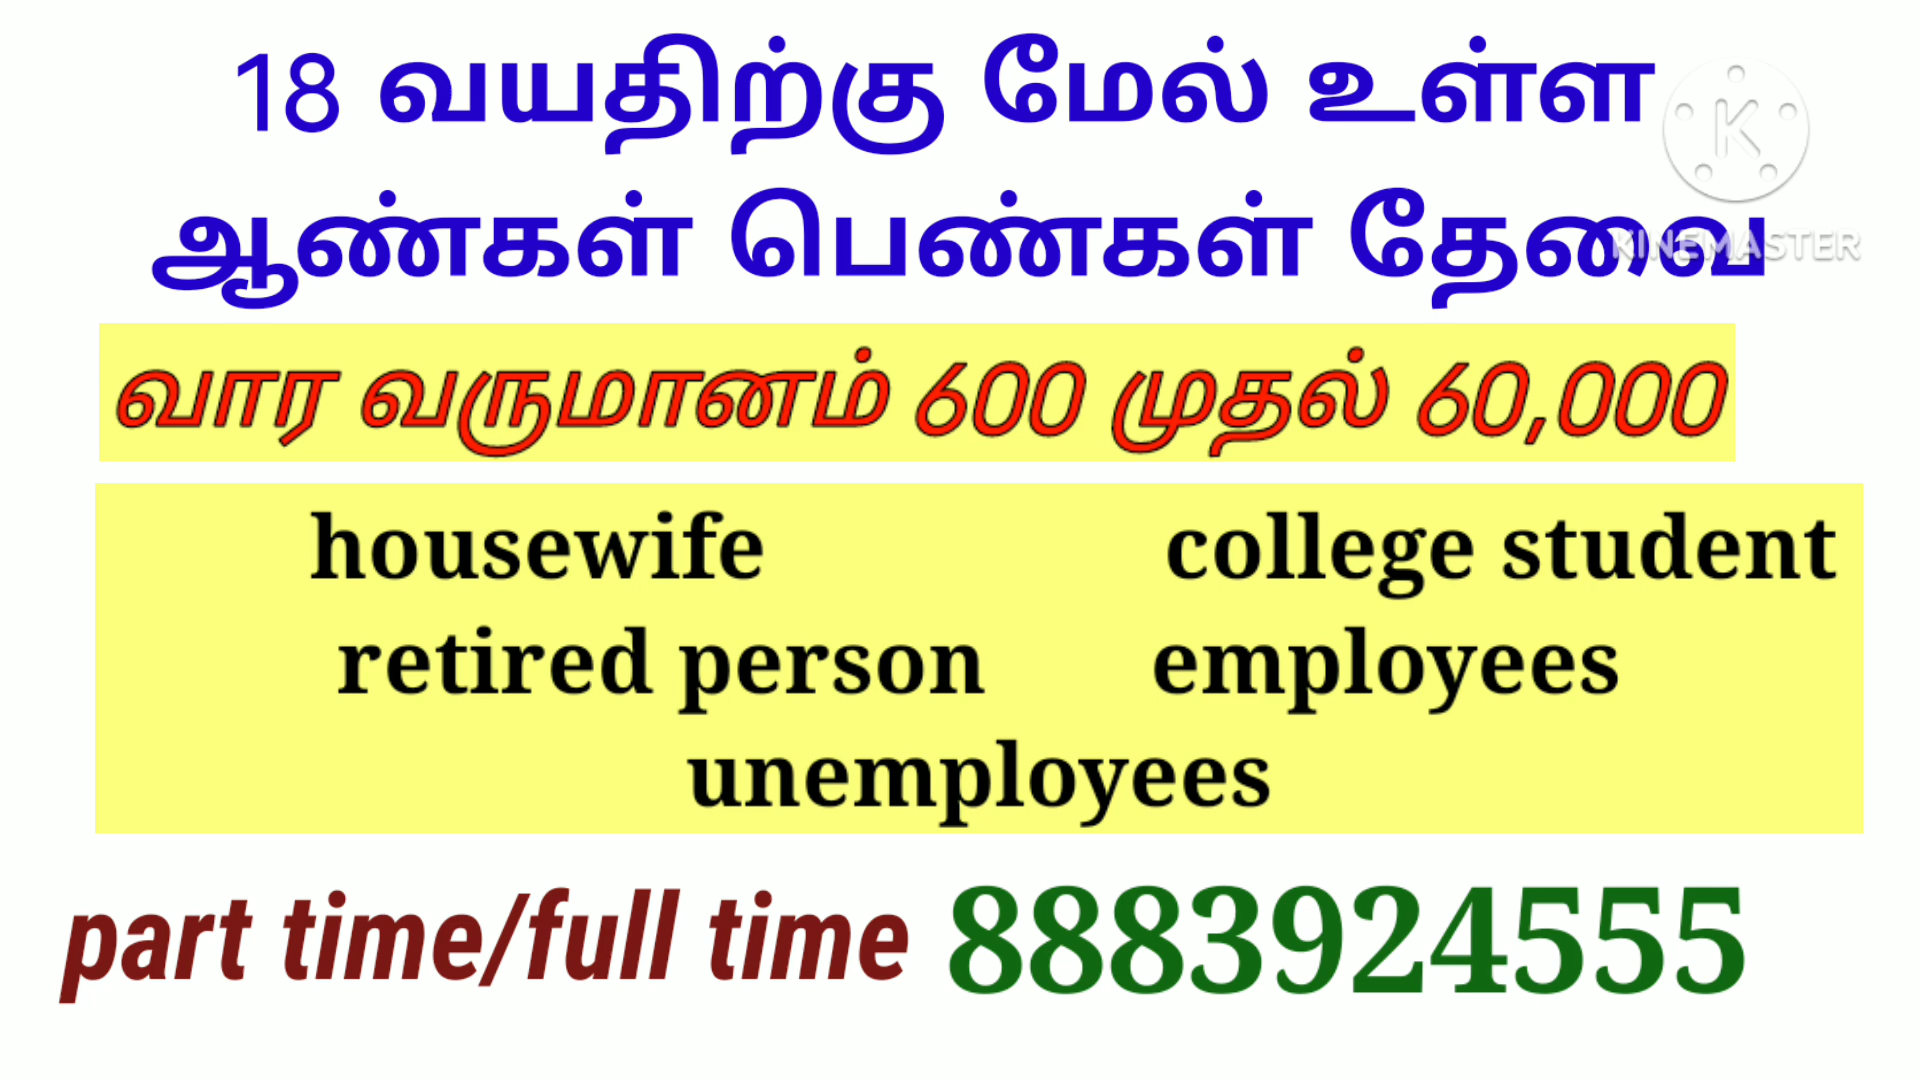 18 வயதிற்கு மேல் உள்ள
ஆண்கள் பெண்கள் தேவை
KINEMASTER
வார வருமானம் 600 முதல் 60,000
housewife college student
retired person employees
unemployees
part time/full time 8883924555